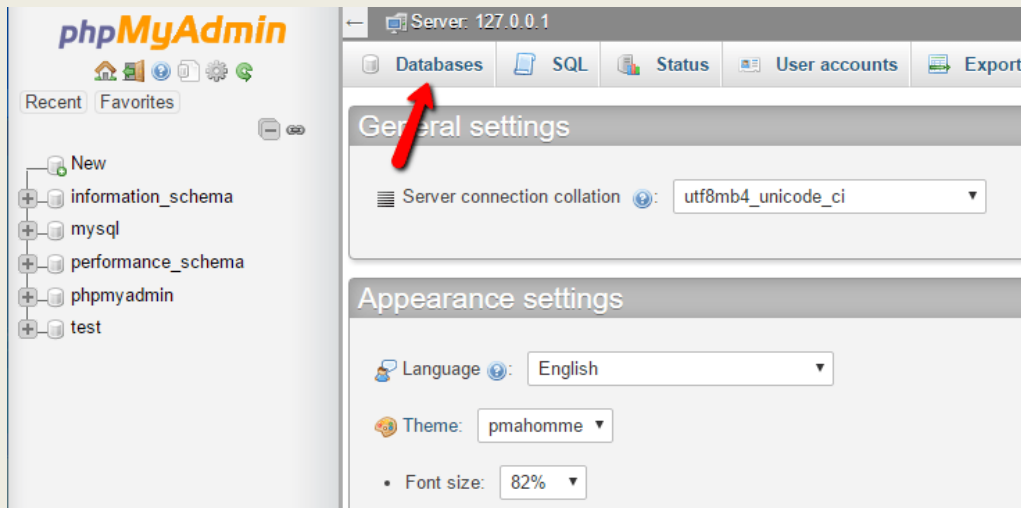 phpMyAdmin
Recent Favorites
New
information_schema
mysql
performance_schema
phpmyadmin
test
Server: 127.0.0.1
Databases SQL Status User accounts Export
General settings
Server connection collation : utf8mb4_unicode_ci
Appearance settings
Language : English
Theme: pmahomme
• Font size: 82%